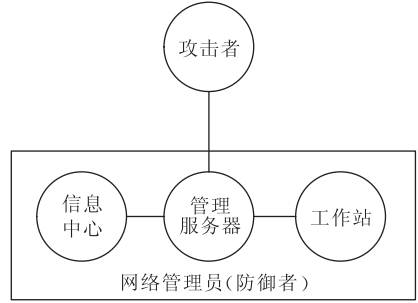 攻击者
信息
中心
管理
服务器
工作站
网络管理员(防御者)